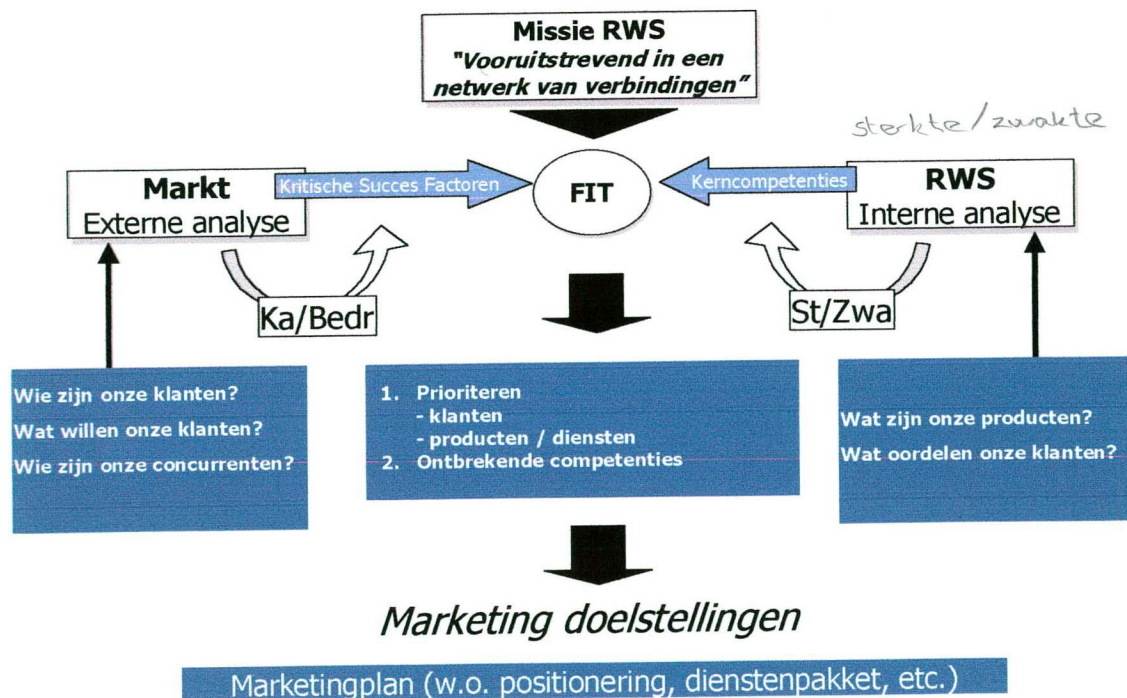 Missie RWS
"Vooruitstrevend in een
netwerk van verbindingen"
sterkte/zwakte
Markt
Externe analyse
Kritische Succes Factoren
FIT
Kerncompetenties
RWS
Interne analyse
Ka/Bedr
St/Zwa
Wie zijn onze klanten?
Wat willen onze klanten?
Wie zijn onze concurrenten?
1. Prioriteren
- klanten
- producten / diensten
2. Ontbrekende competenties
Wat zijn onze producten?
Wat oordelen onze klanten?
Marketing doelstellingen
Marketingplan (w.o. positionering, dienstenpakket, etc.)